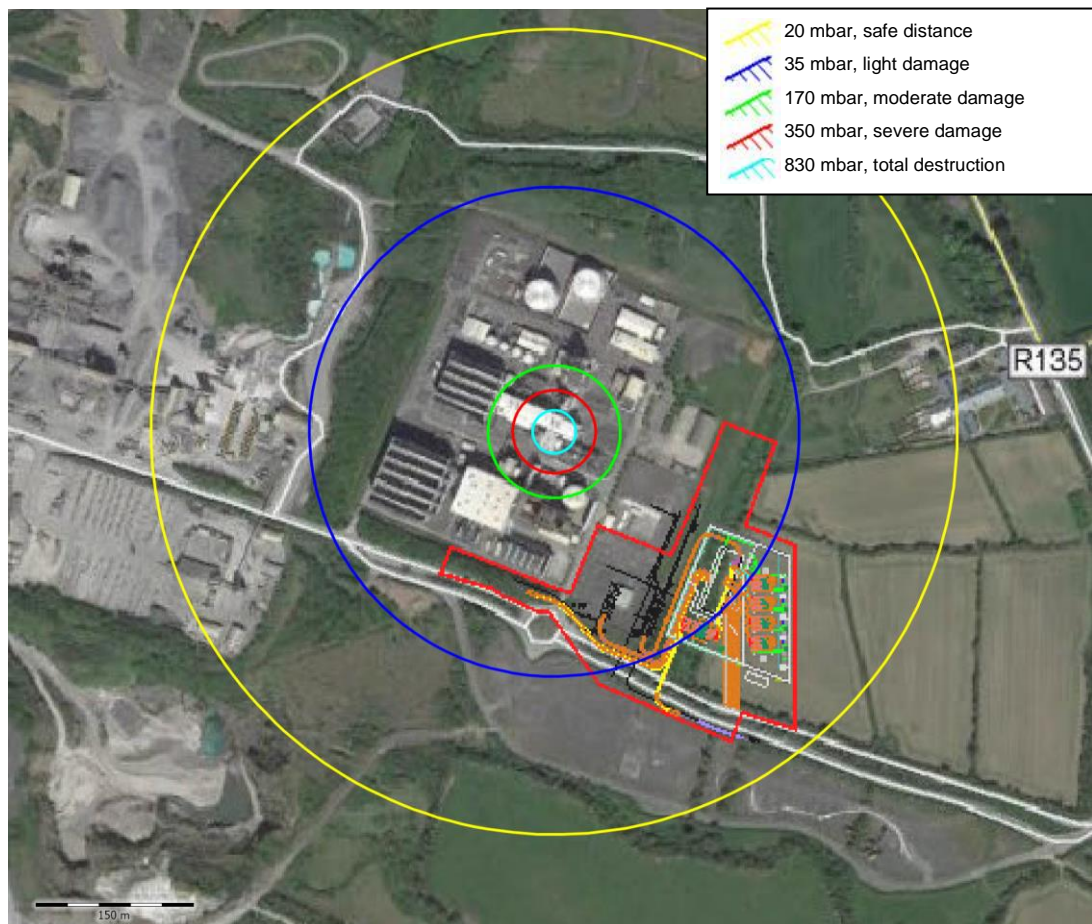 20 mbar, safe distance
35 mbar, light damage
170 mbar, moderate damage
350 mbar, severe damage
830 mbar, total destruction
R135
150 m